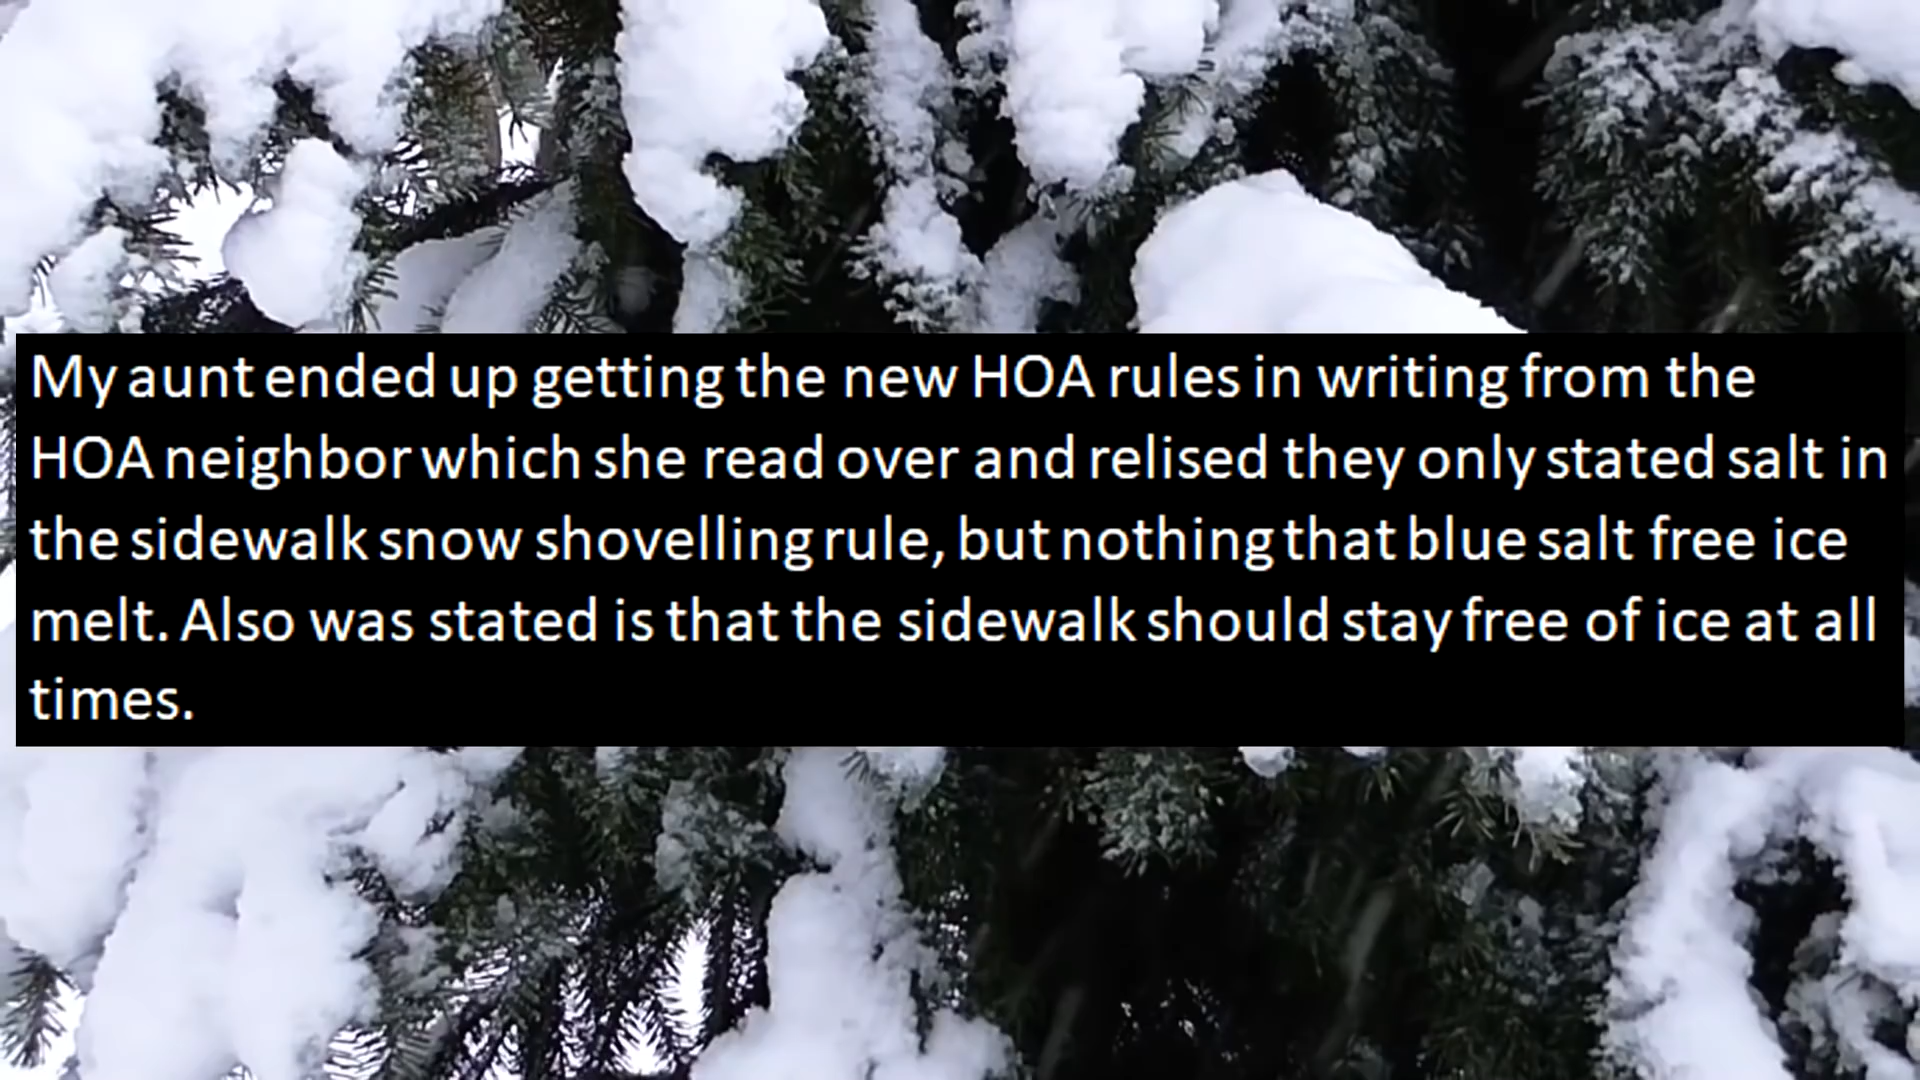 My aunt ended up getting the new HOA rules in writing from the
HOA neighbor which she read over and relised they only stated salt in
the sidewalk snow shovelling rule, but nothing that blue salt free ice
melt. Also was stated is that the sidewalk should stay free of ice at all
times.